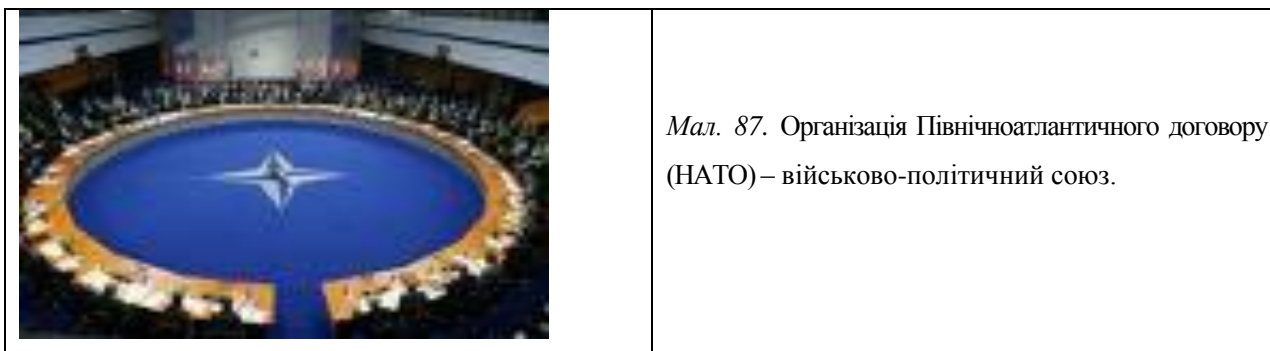 Мал. 87. Організація Північноатлантичного договору
(НАТО) – військово-політичний союз.